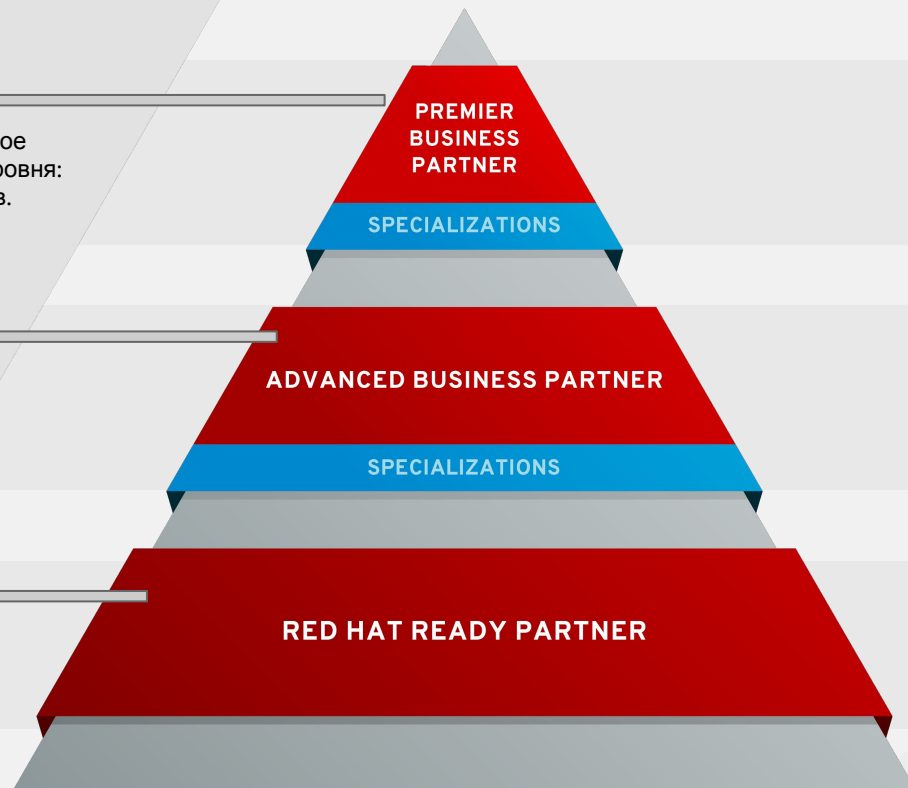 PREMIER
BUSINESS
PARTNER
SPECIALIZATIONS
ADVANCED BUSINESS PARTNER
SPECIALIZATIONS
RED HAT READY PARTNER